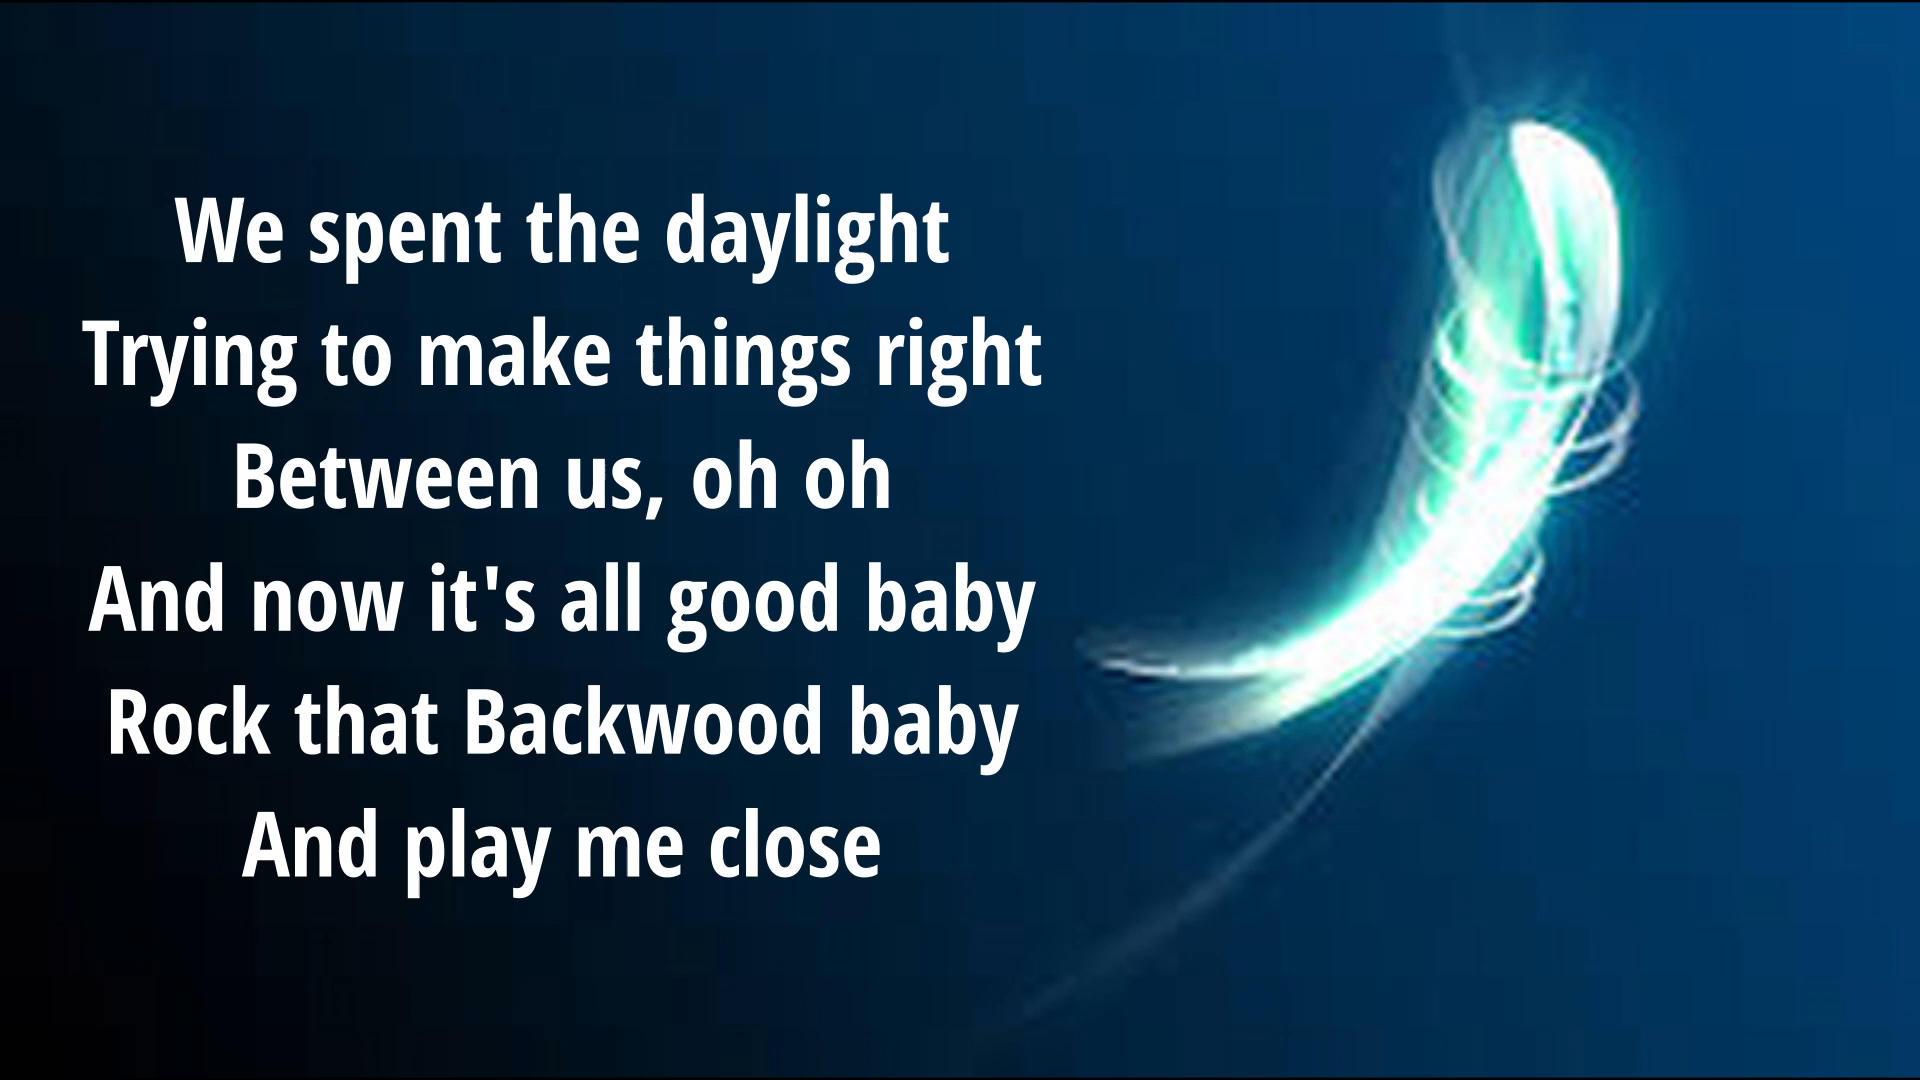 We spent the daylight
Trying to make things right
Between us, oh oh
And now it's all good baby
Rock that Backwood baby
And play me close